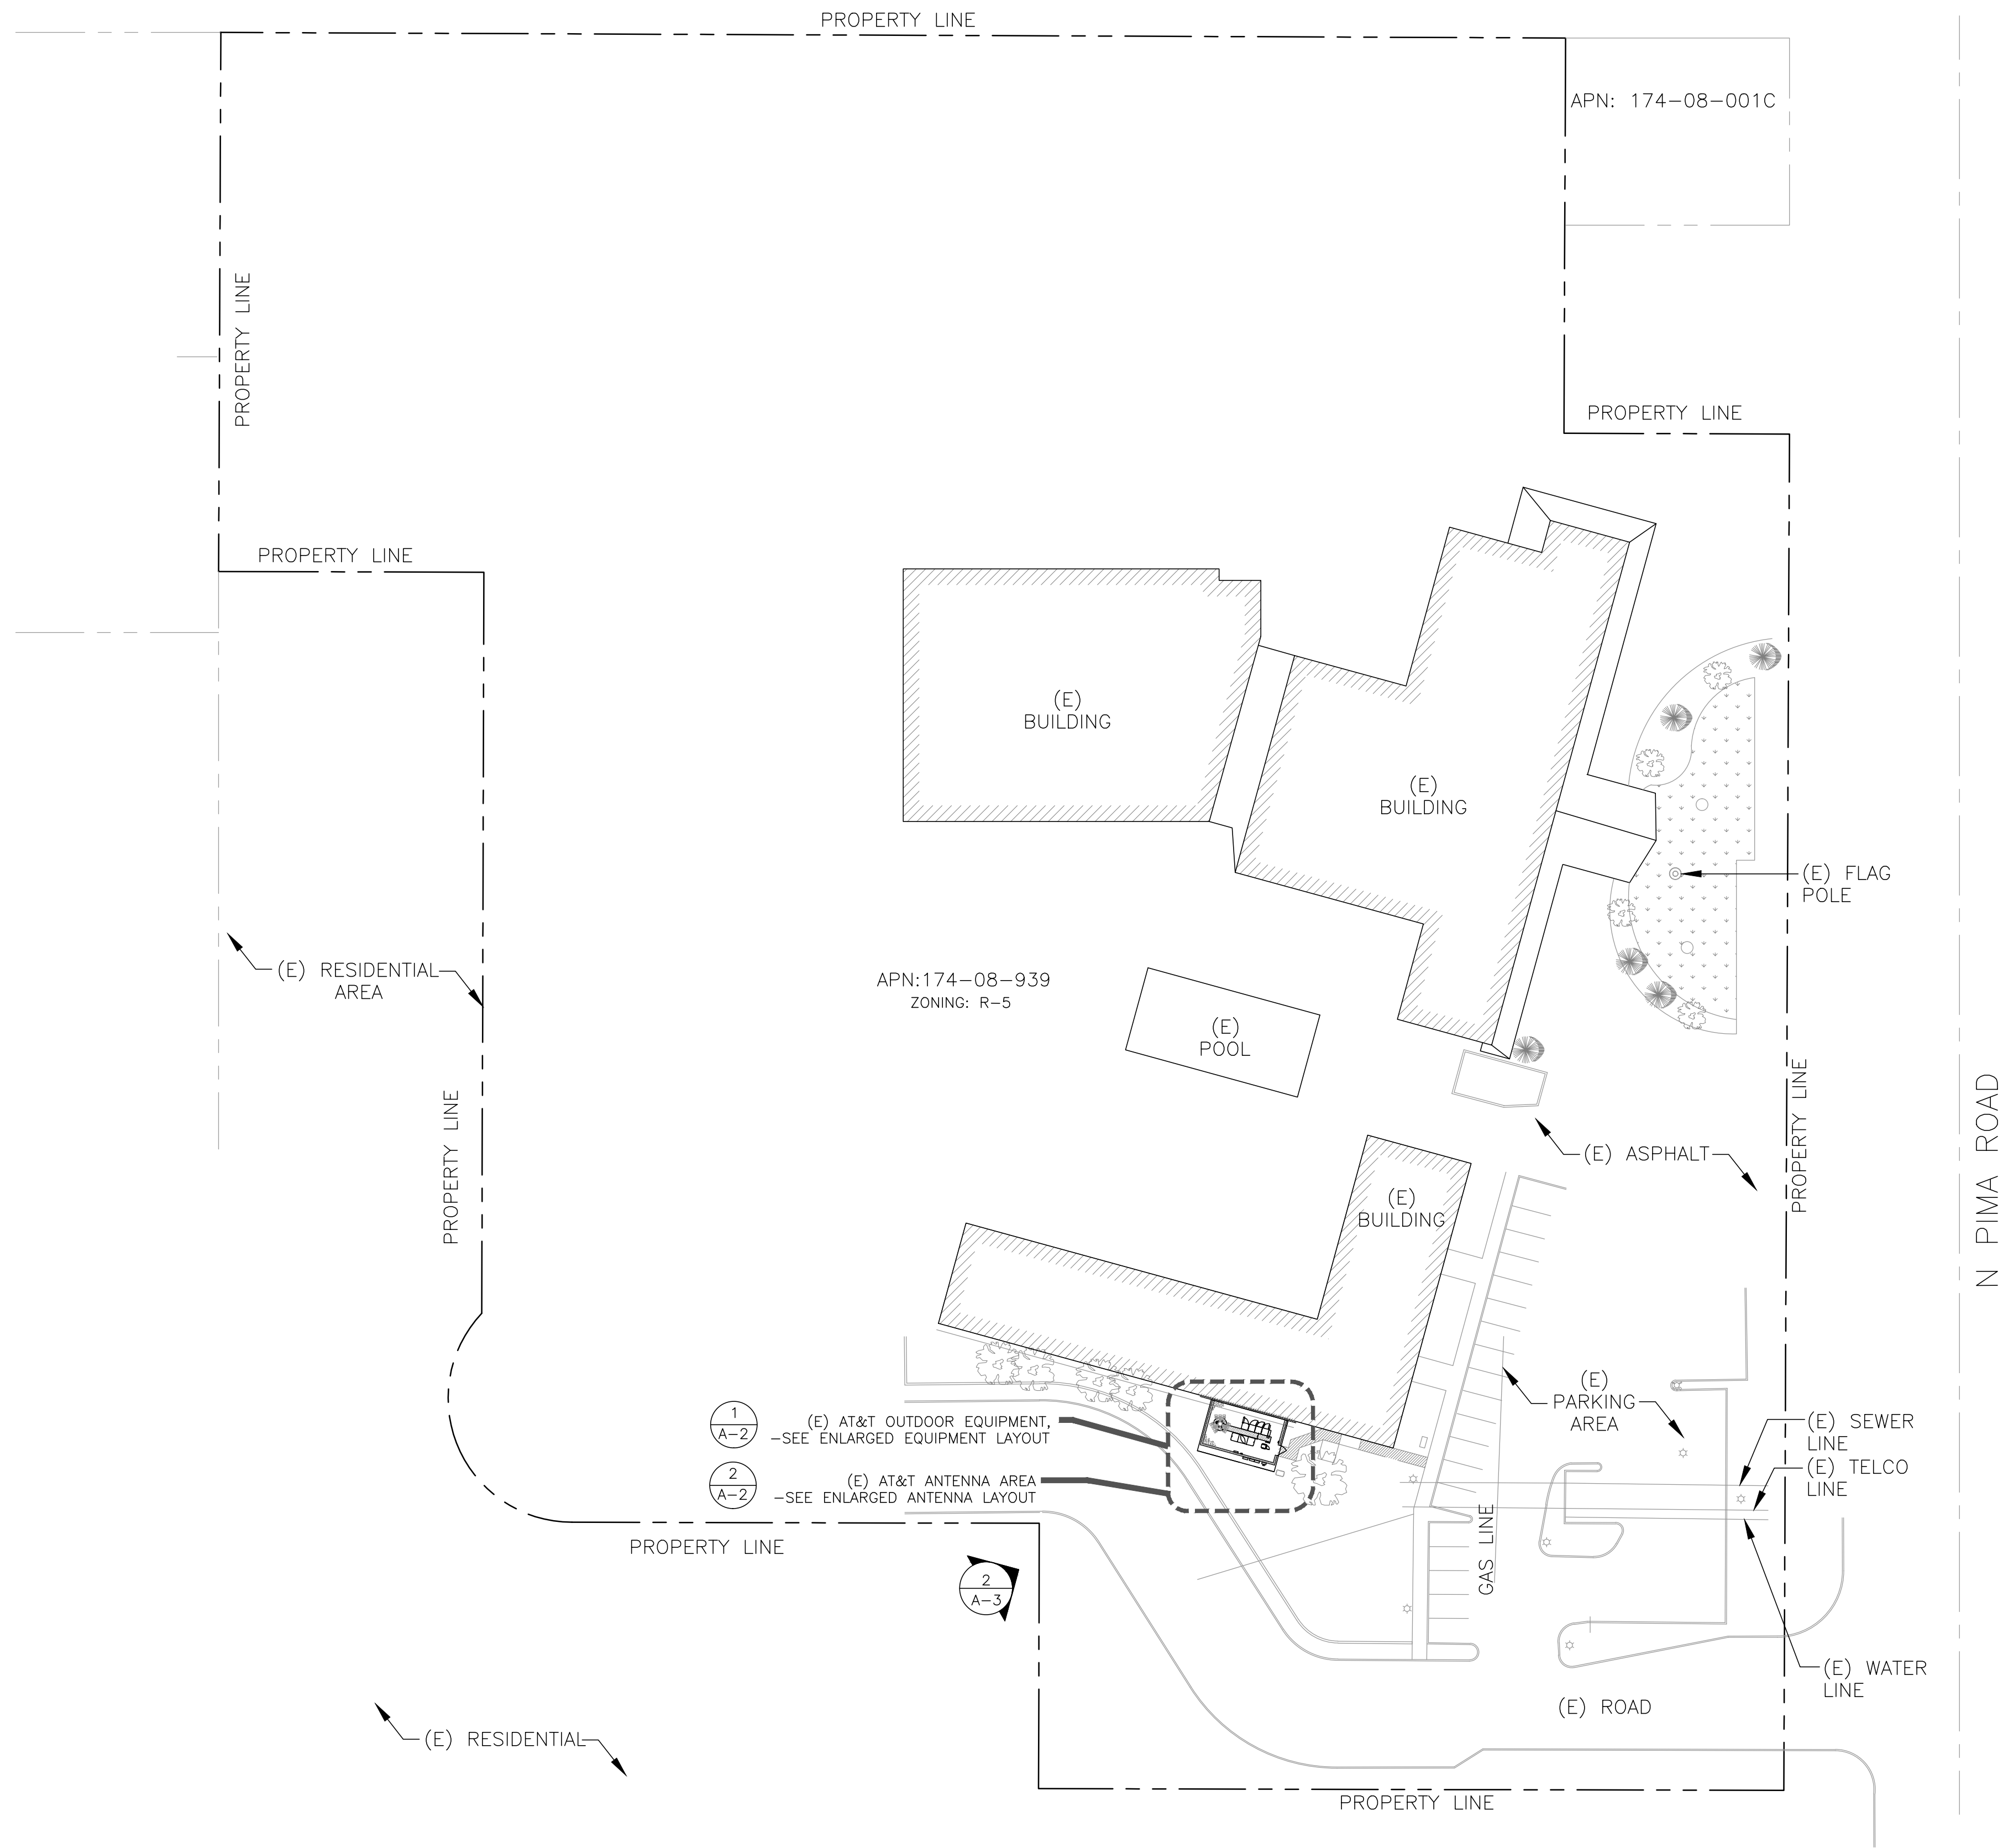 PROPERTY LINE
APN: 174-08-001C
PROPERTY LINE
PROPERTY LINE
PROPERTY LINE
(E)
BUILDING
(E)
BUILDING
(E) FLAG
POLE
(E) RESIDENTIAL
AREA
APN:174-08-939
ZONING: R-5
(E)
POOL
PROPERTY LINE
PROPERTY LINE
N PIMA ROAD
(E) ASPHALT
(E)
BUILDING
(E)
PARKING
AREA
1
A-2
(E) AT&T OUTDOOR EQUIPMENT,
-SEE ENLARGED EQUIPMENT LAYOUT
2
A-2
(E) AT&T ANTENNA AREA
-SEE ENLARGED ANTENNA LAYOUT
(E) SEWER
LINE
(E) TELCO
LINE
GAS LINE
PROPERTY LINE
2
A-3
(E) WATER
LINE
(E) ROAD
(E) RESIDENTIAL
PROPERTY LINE